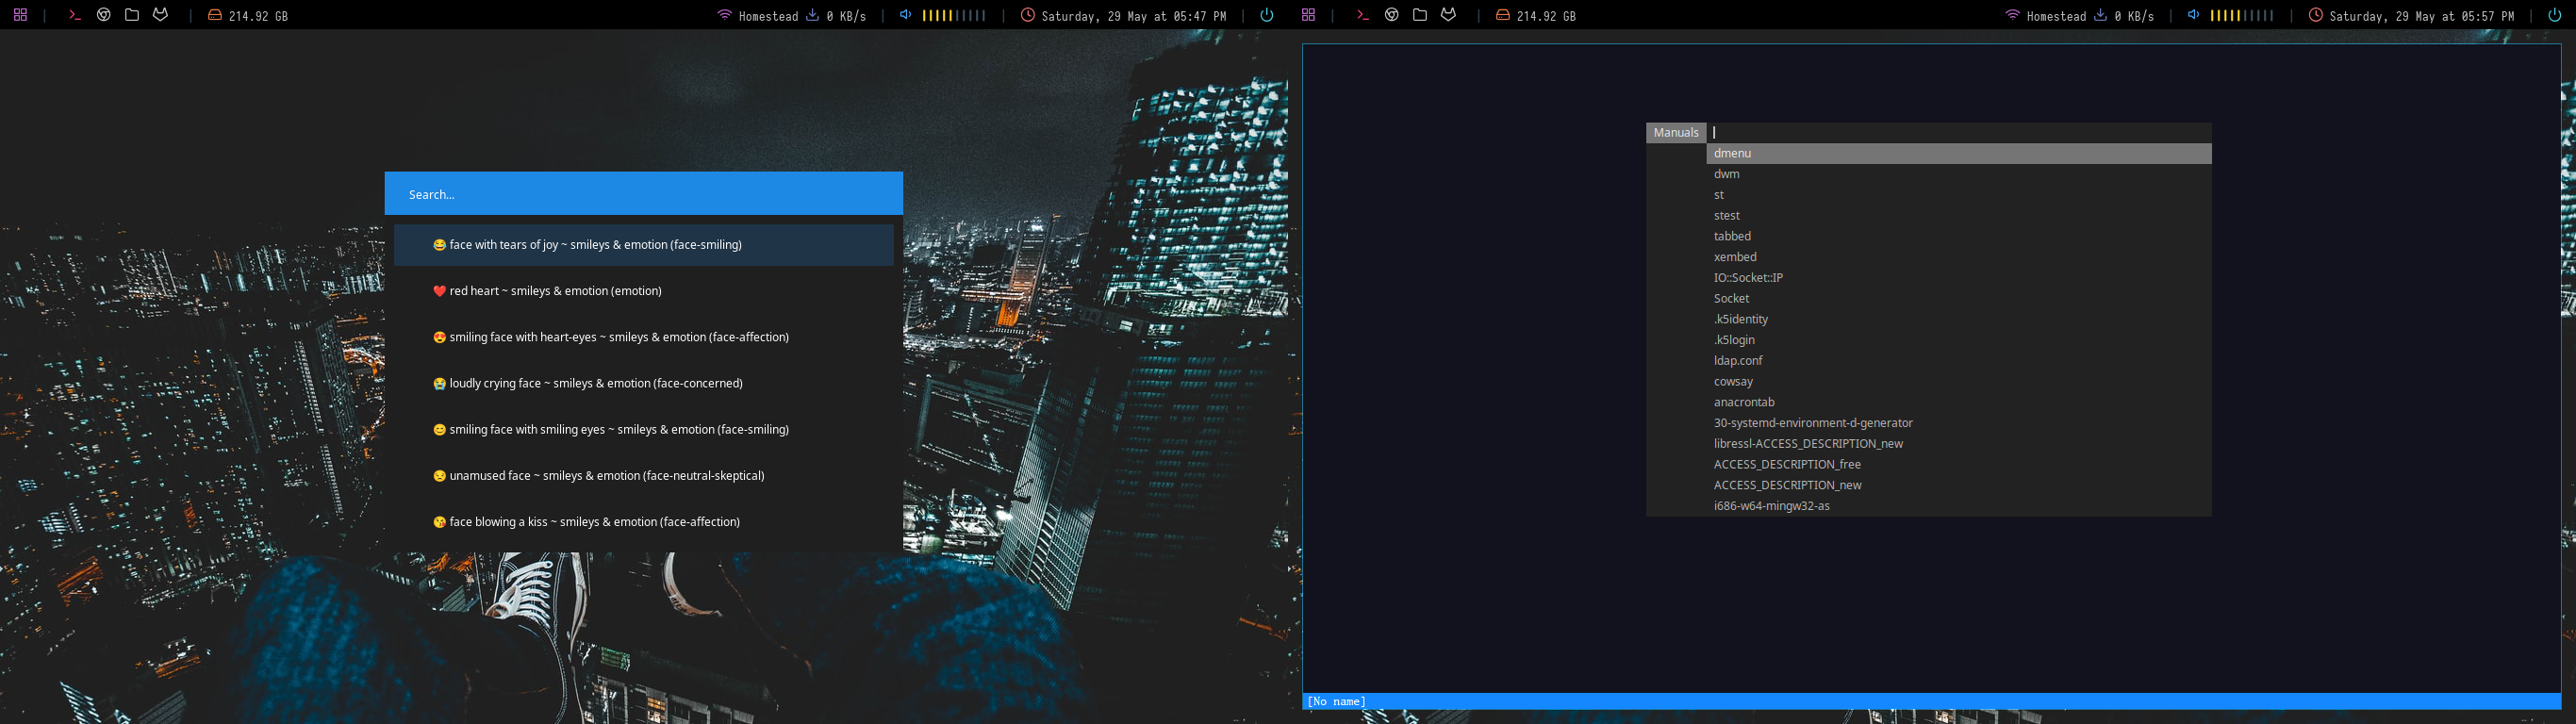 214.92 GB
Homestead 0 KB/s
Saturday, 29 May at 05:47 PM
214.92 GB
Homestead 0 KB/s
Saturday, 29 May at 05:57 PM
Search...
😂 face with tears of joy ~ smileys & emotion (face-smiling)
❤️ red heart ~ smileys & emotion (emotion)
😍 smiling face with heart-eyes ~ smileys & emotion (face-affection)
😭 loudly crying face ~ smileys & emotion (face-concerned)
😊 smiling face with smiling eyes ~ smileys & emotion (face-smiling)
😒 unamused face ~ smileys & emotion (face-neutral-skeptical)
😘 face blowing a kiss ~ smileys & emotion (face-affection)
Manuals
dmenu
dwm
st
stest
tabbed
xembed
IO::Socket::IP
Socket
.k5identity
.k5login
ldap.conf
cowsay
anacrontab
30-systemd-environment-d-generator
libressl-ACCESS_DESCRIPTION_new
ACCESS_DESCRIPTION_free
ACCESS_DESCRIPTION_new
i686-w64-mingw32-as
[No name]